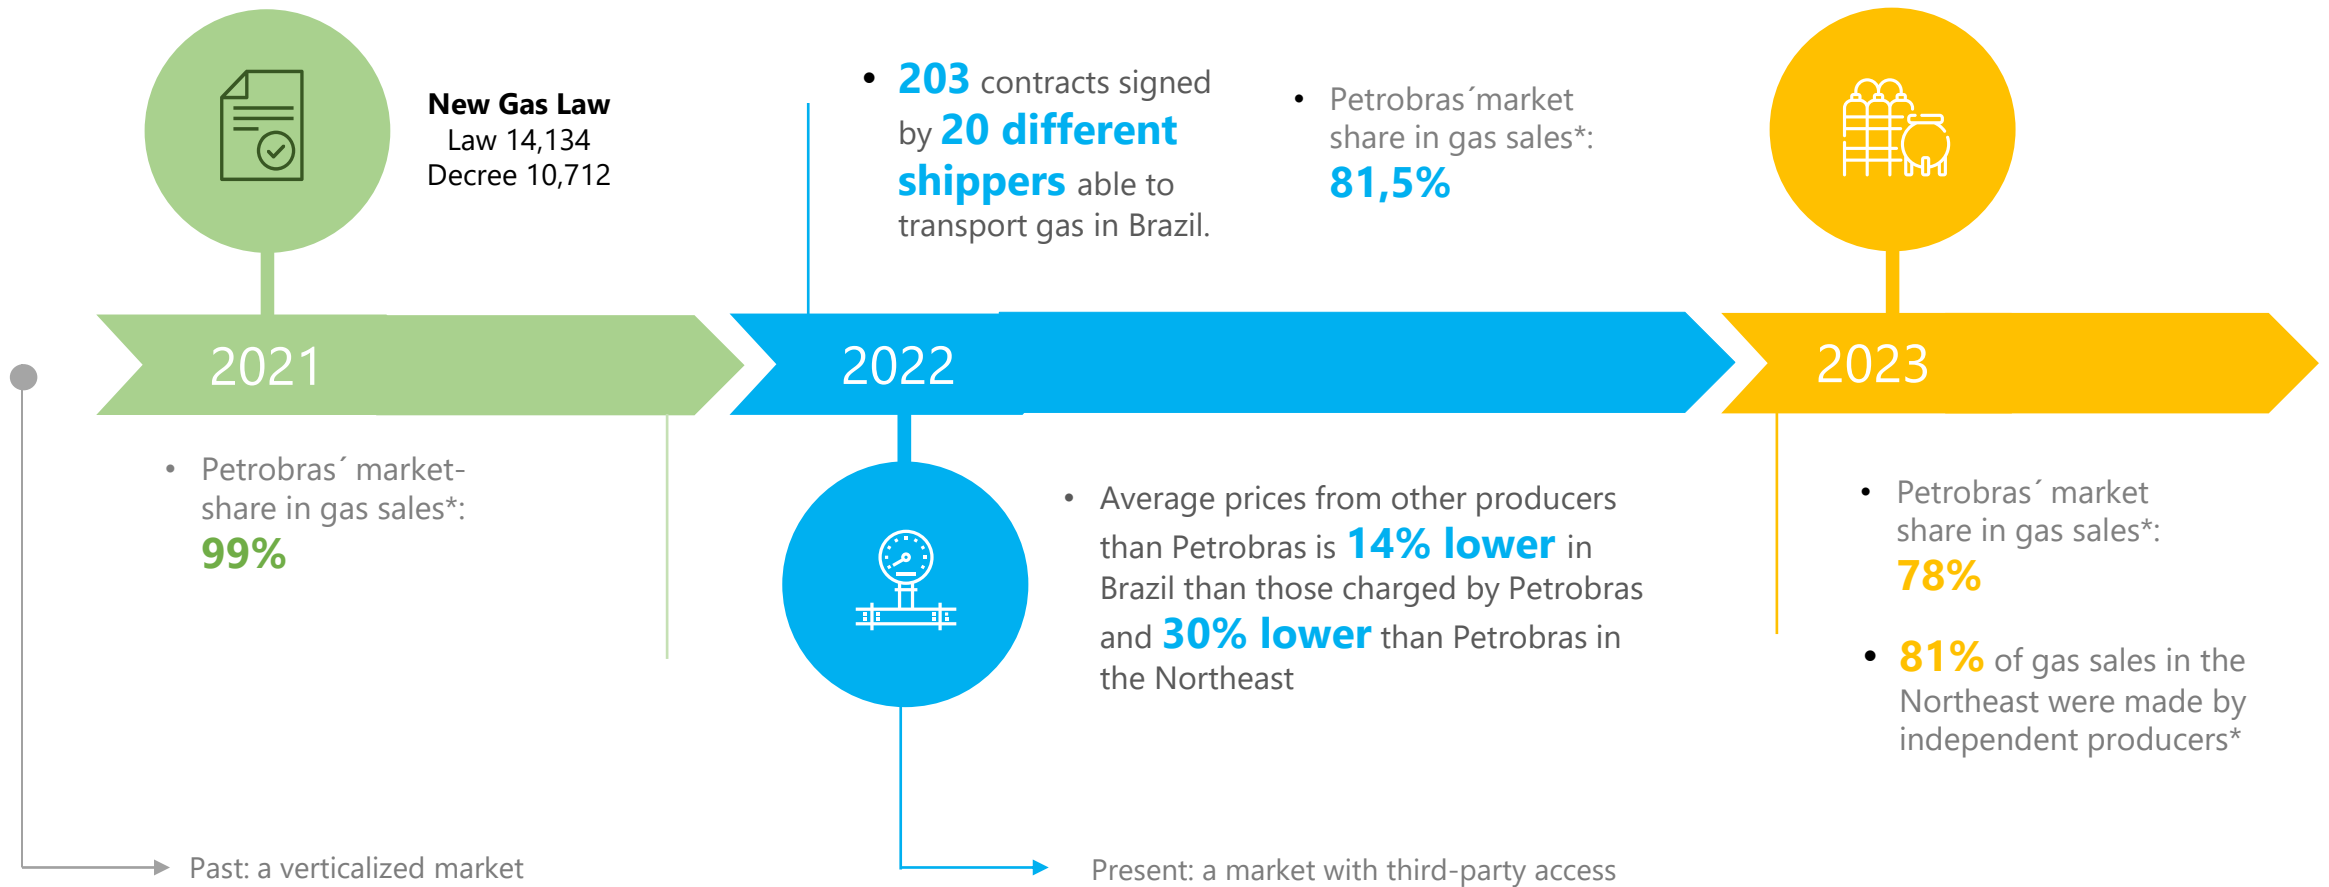 New Gas Law
Law 14,134
Decree 10,712
2021
• Petrobras´ market-
share in gas sales*:
99%
Past: a verticalized market
• 203 contracts signed
by 20 different
shippers able to
transport gas in Brazil.
• Petrobras´market
share in gas sales*:
81,5%
2022
• Average prices from other producers
than Petrobras is 14% lower in
Brazil than those charged by Petrobras
and 30% lower than Petrobras in
the Northeast
Present: a market with third-party access
2023
• Petrobras´ market
share in gas sales*:
78%
• 81% of gas sales in the
Northeast were made by
independent producers*